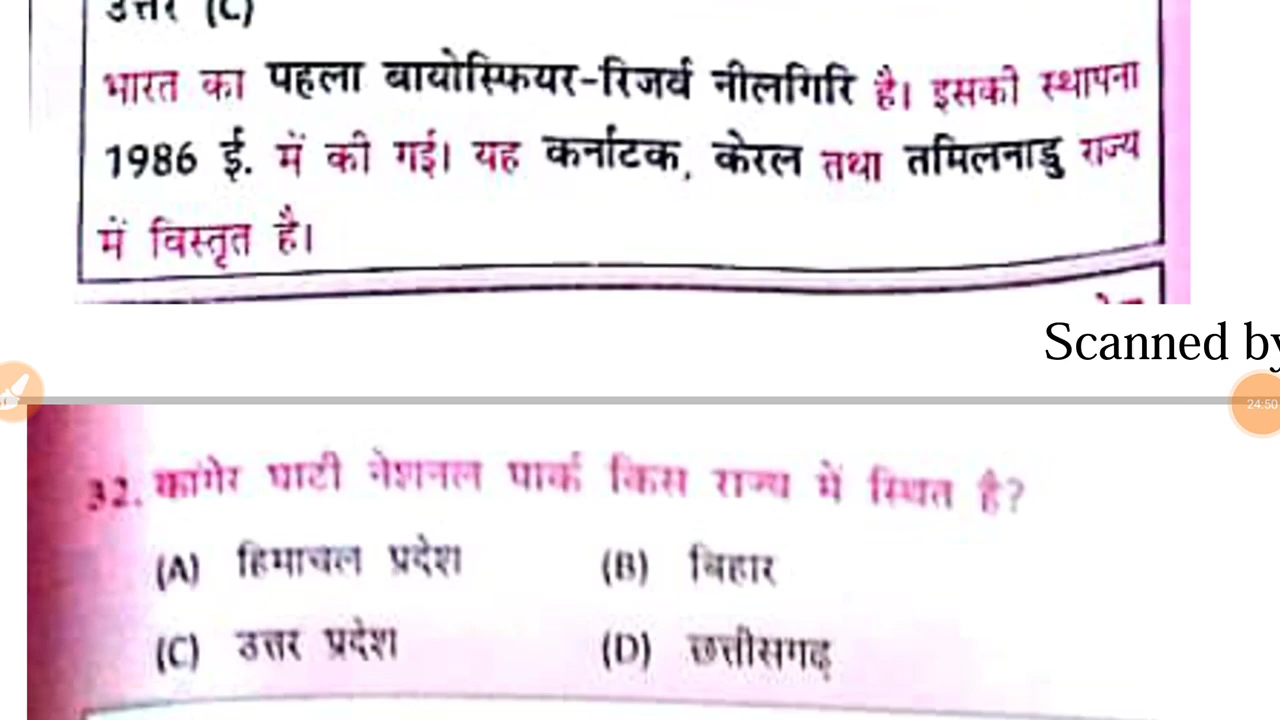 उत्तर (C)
भारत का पहला बायोस्फियर-रिजर्व नीलगिरि है। इसकी स्थापना
1986 ई. में की गई। यह कर्नाटक, केरल तथा तमिलनाडु राज्य
में विस्तृत है।
Scanned by
24:50
32. कांगेर घाटी नेशनल पार्क किस राज्य में स्थित है?
(A) हिमाचल प्रदेश (B) बिहार
(C) उत्तर प्रदेश (D) छत्तीसगढ़